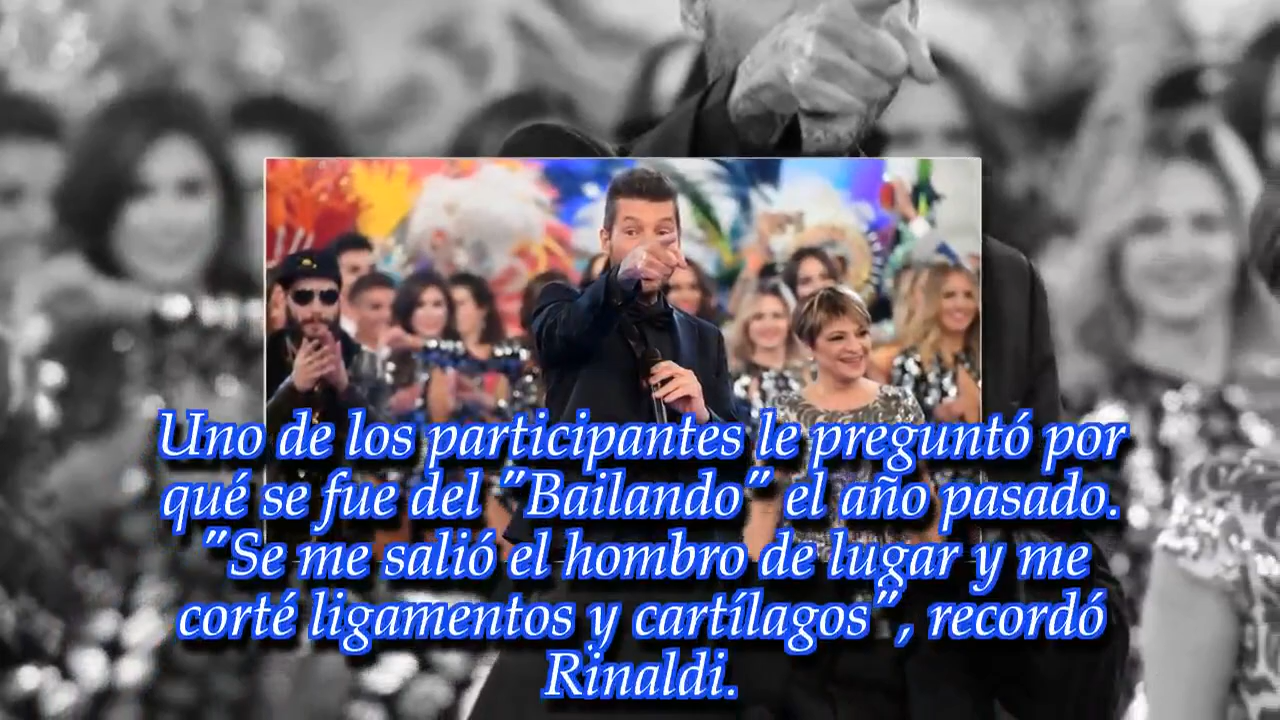 Uno de los participantes le preguntó por
qué se fue del "Bailando" el año pasado.
"Se me salió el hombro de lugar y me
corté ligamentos y cartílagos", recordó
Rinaldi.